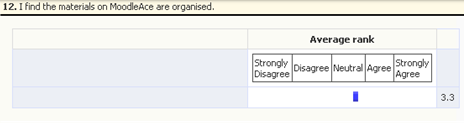 12. I find the materials on MoodleAce are organised.
Average rank
Strongly Disagree Neutral Agree Strongly
Disagree Agree
3.3